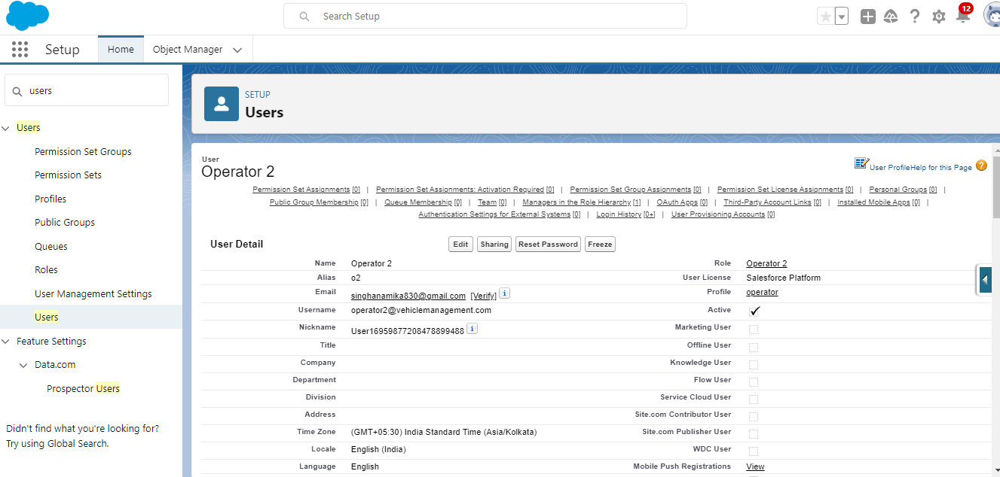 Search Setup
12
Setup
Home
Object Manager
users
Users
Permission Set Groups
Permission Sets
Profiles
Public Groups
Queues
Roles
User Management Settings
Users
Feature Settings
Data.com
Prospector Users
Didn't find what you're looking for?
Try using Global Search.
SETUP
Users
User
Operator 2
User Profile Help for this Page ?
Permission Set Assignments [0] | Permission Set Assignments: Activation Required [0] | Permission Set Group Assignments [0] | Permission Set License Assignments [0] | Personal Groups [0] |
Public Group Membership [0] | Queue Membership [0] | Team [0] | Managers in the Role Hierarchy [1] | OAuth Apps [0] | Third-Party Account Links [0] | Installed Mobile Apps [0] |
Authentication Settings for External Systems [0] | Login History [0+] | User Provisioning Accounts [0]
User Detail
Edit Sharing Reset Password Freeze
Name Operator 2 Role Operator 2
Alias o2 User License Salesforce Platform
Email singhanamika830@gmail.com [Verify] i Profile operator
Username operator2@vehiclemanagement.com Active ✓
Nickname User16959877208478899488 i Marketing User
Title Offline User
Company Knowledge User
Department Flow User
Division Service Cloud User
Address Site.com Contributor User
Time Zone (GMT+05:30) India Standard Time (Asia/Kolkata) Site.com Publisher User
Locale English (India) WDC User
Language English Mobile Push Registrations View